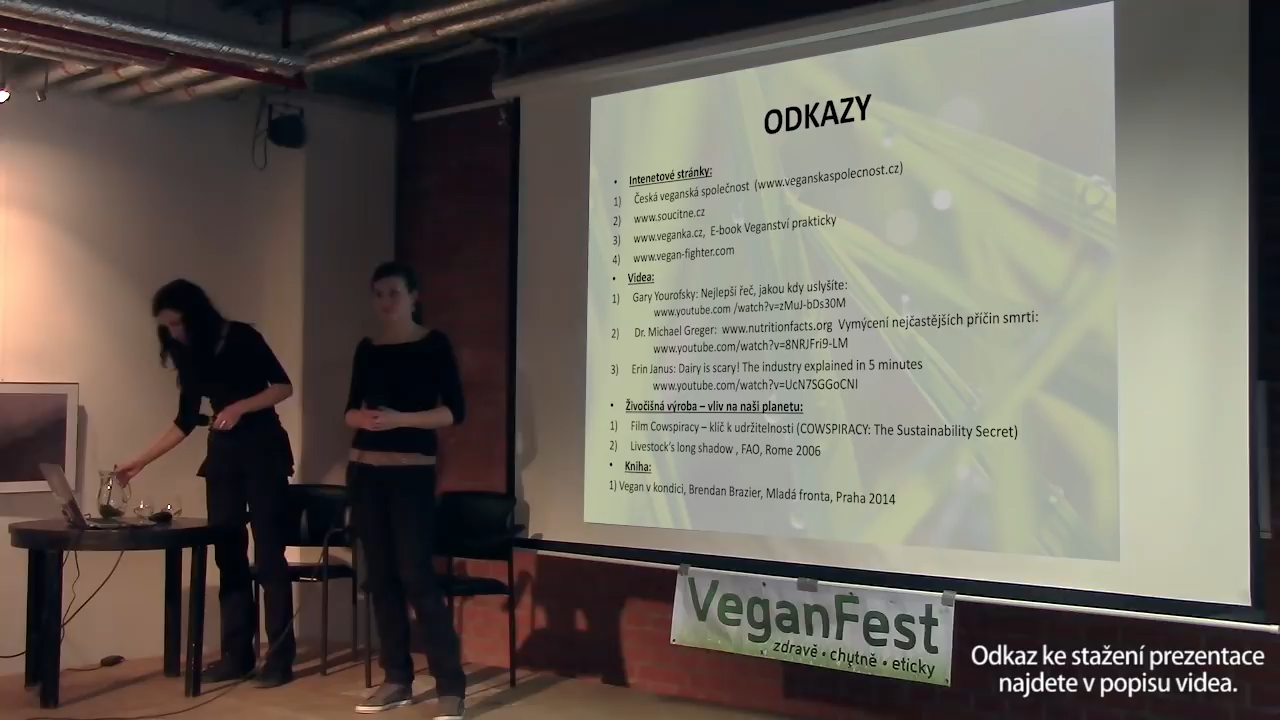 ODKAZY
• Intenetové stránky:
1) Česká veganská společnost (www.veganskaspolecnost.cz)
2) www.soucitne.cz
3) www.veganka.cz, E-book Veganství prakticky
4) www.vegan-fighter.com
• Videa:
1) Gary Yourofsky: Nejlepší řeč, jakou kdy uslyšíte:
www.youtube.com /watch?v=zMuJ-bDs30M
2) Dr. Michael Greger: www.nutritionfacts.org Vymýcení nejčastějších příčin smrti:
www.youtube.com/watch?v=8NRJFri9-LM
3) Erin Janus: Dairy is scary! The industry explained in 5 minutes
www.youtube.com/watch?v=UcN7SGGoCNI
• Živočišná výroba – vliv na naši planetu:
1) Film Cowspiracy – klíč k udržitelnosti (COWSPIRACY: The Sustainability Secret)
2) Livestock's long shadow , FAO, Rome 2006
• Kniha:
1) Vegan v kondici, Brendan Brazier, Mladá fronta, Praha 2014
VeganFest
zdravě • chutně • eticky
Odkaz ke stažení prezentace
najdete v popisu videa.